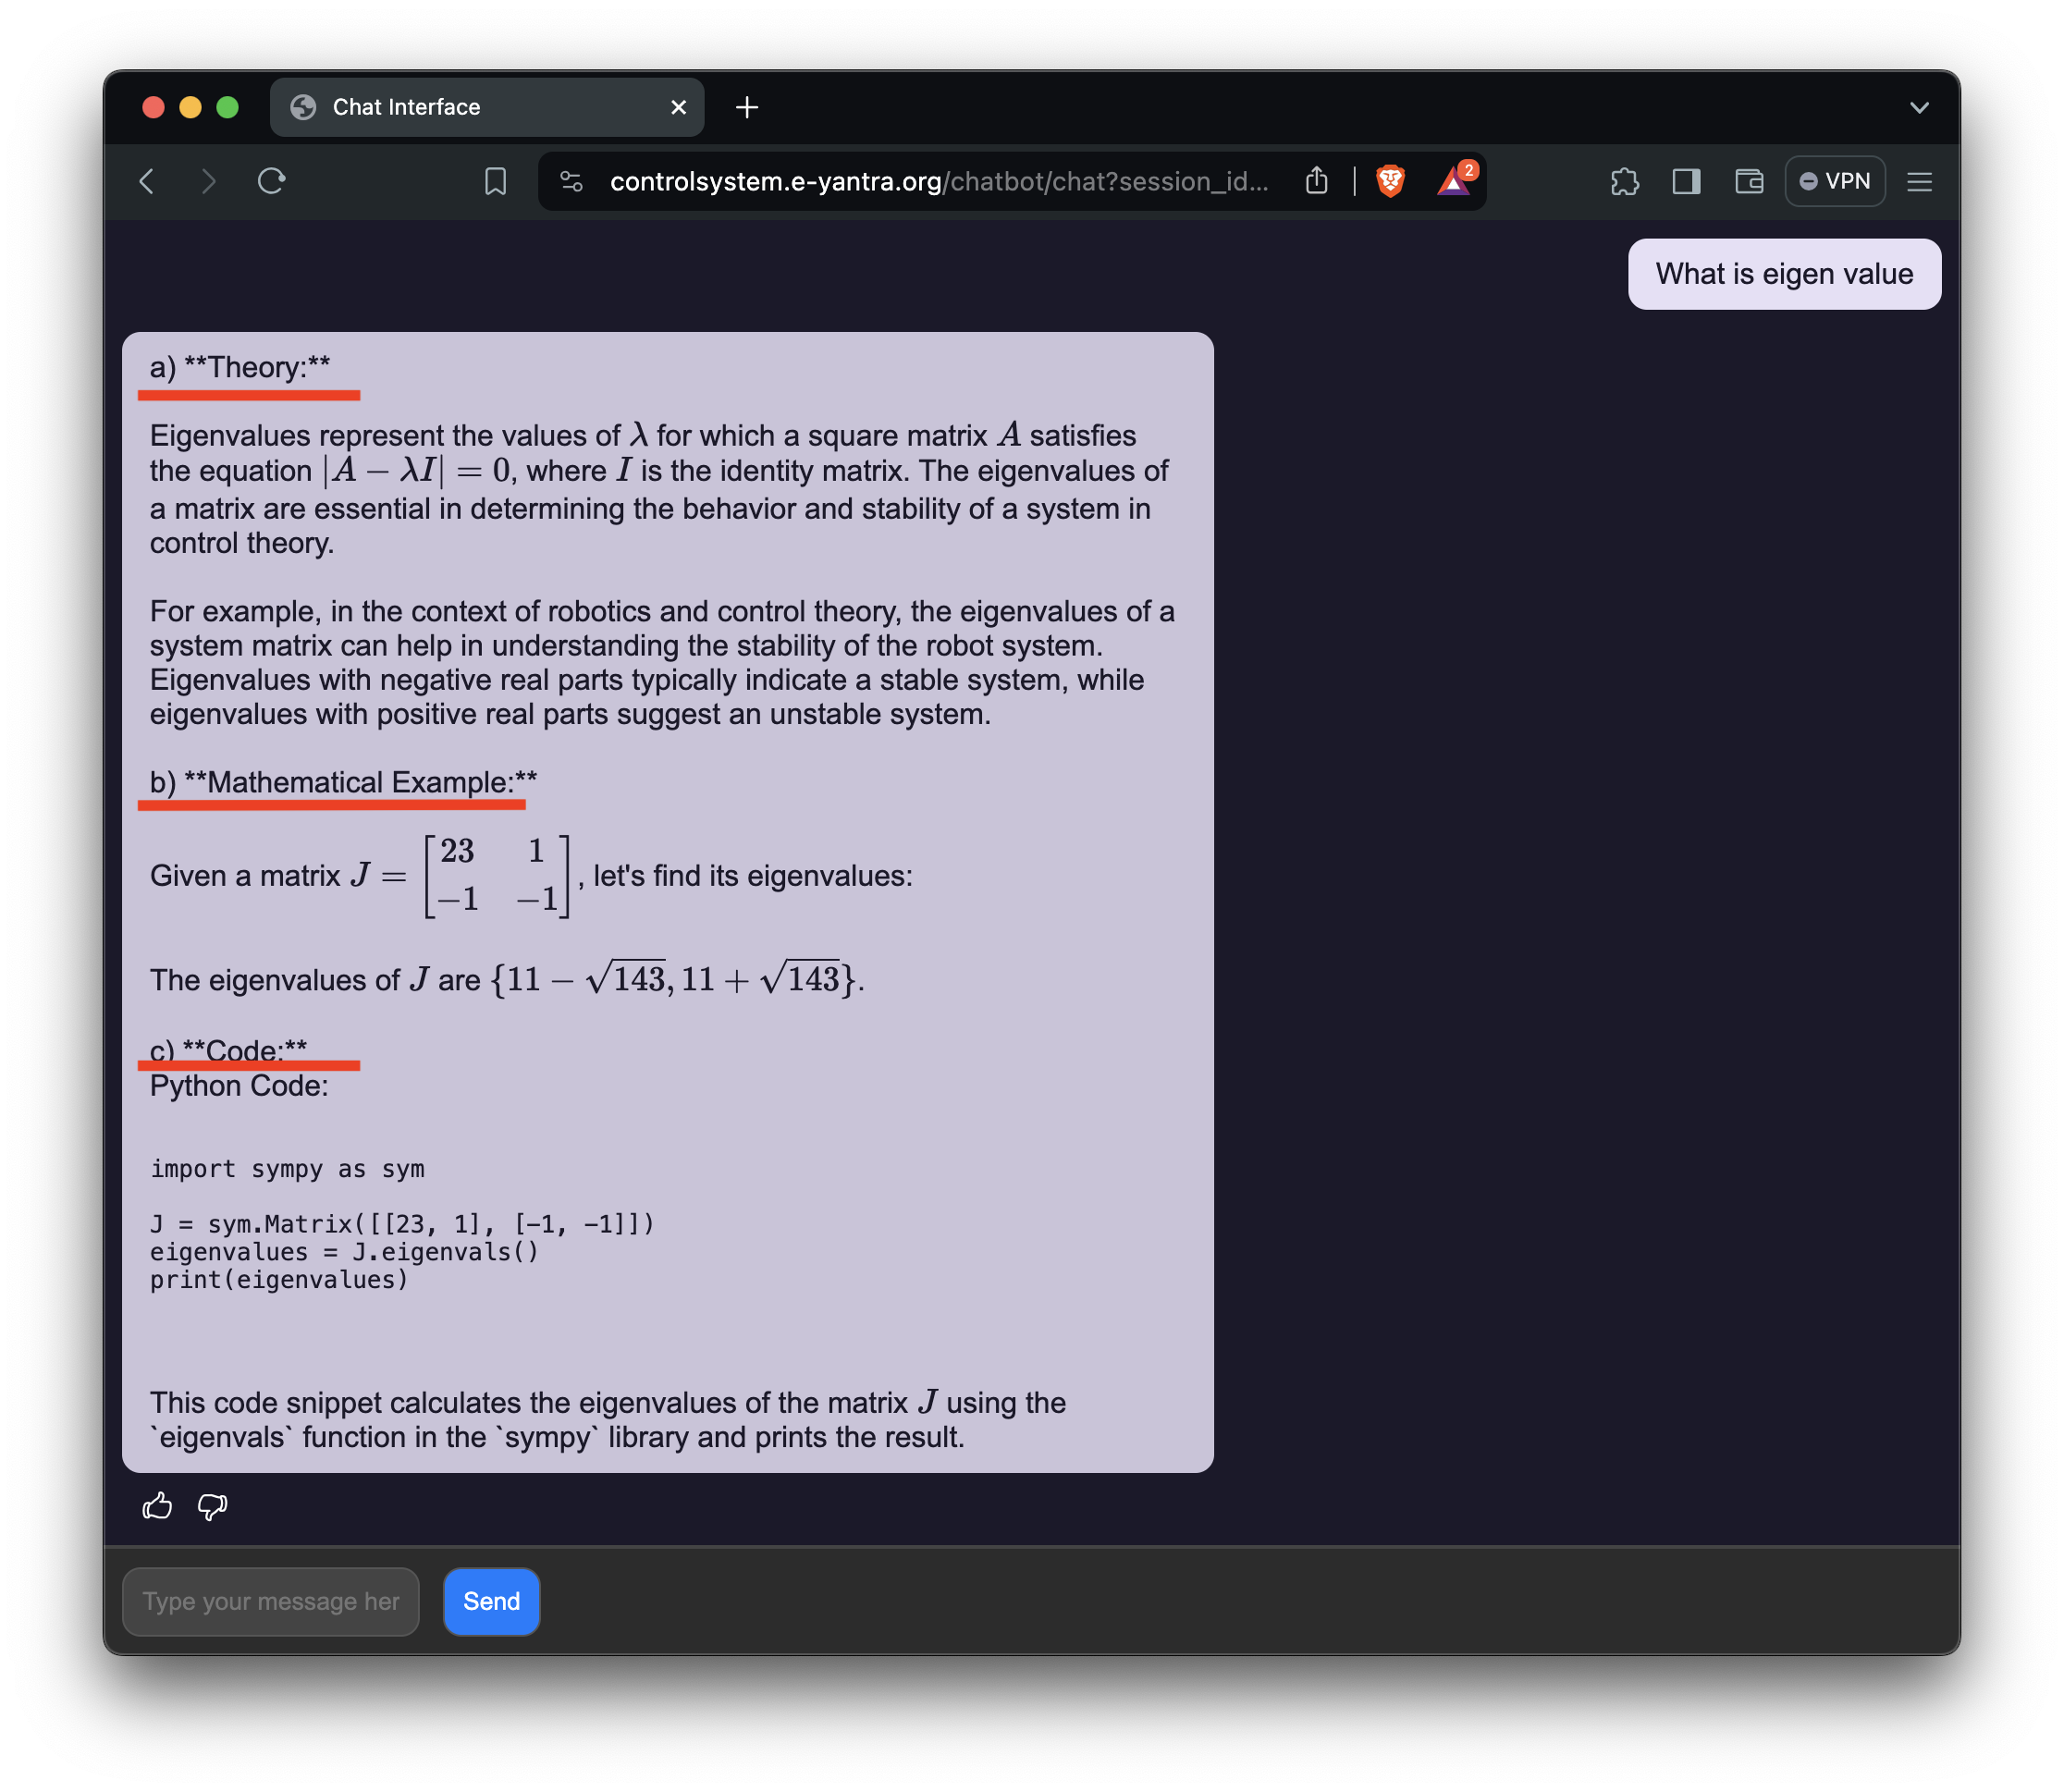 Chat Interface
controlsystem.e-yantra.org/chatbot/chat?session_id...
2
VPN
What is eigen value
a) **Theory:**
Eigenvalues represent the values of λ for which a square matrix A satisfies
the equation |A − λI| = 0, where I is the identity matrix. The eigenvalues of
a matrix are essential in determining the behavior and stability of a system in
control theory.
For example, in the context of robotics and control theory, the eigenvalues of a
system matrix can help in understanding the stability of the robot system.
Eigenvalues with negative real parts typically indicate a stable system, while
eigenvalues with positive real parts suggest an unstable system.
b) **Mathematical Example:**
Given a matrix J = [23 1; −1 −1], let's find its eigenvalues:
The eigenvalues of J are {11 − √143, 11 + √143}.
c) **Code:**
Python Code:
import sympy as sym
J = sym.Matrix([[23, 1], [-1, -1]])
eigenvalues = J.eigenvals()
print(eigenvalues)
This code snippet calculates the eigenvalues of the matrix J using the
`eigenvals` function in the `sympy` library and prints the result.
Type your message her
Send